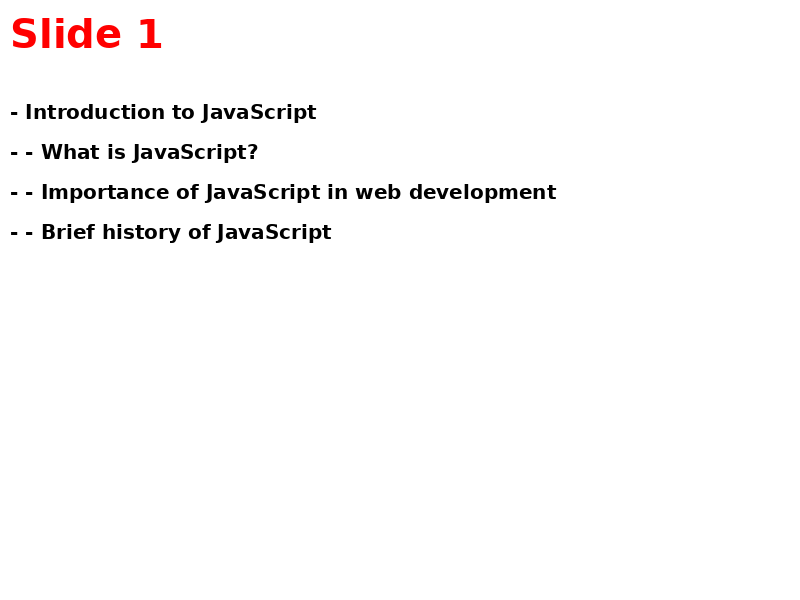 Slide 1
- Introduction to JavaScript
- - What is JavaScript?
- - Importance of JavaScript in web development
- - Brief history of JavaScript